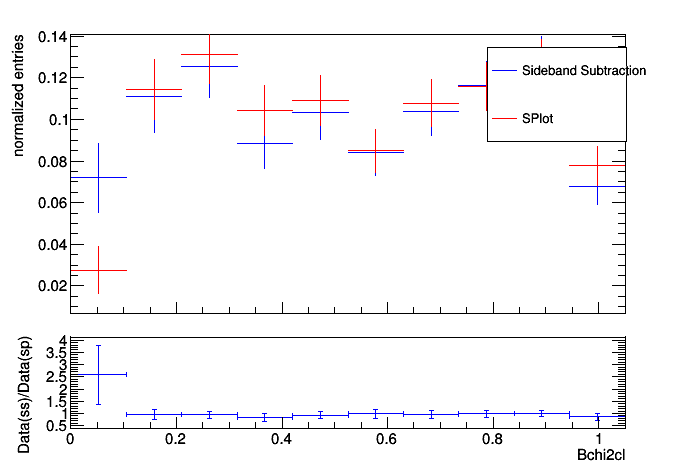 0.14
0.12
0.1
0.08
0.06
0.04
0.02
normalized entries
Sideband Subtraction
SPlot
4
3.5
3
2.5
2
1.5
1
0.5
Data(ss)/Data(sp)
0 0.2 0.4 0.6 0.8 1
Bchi2cl